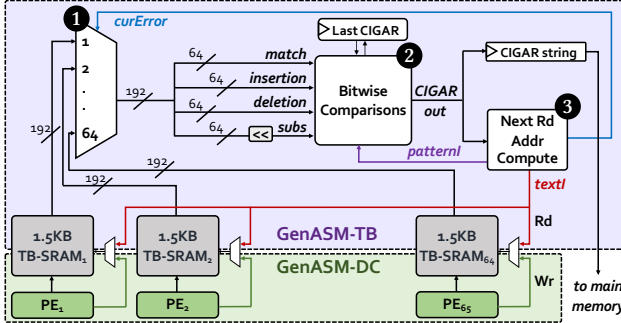 1
curError
1
2
.
.
64
192
192
192
192
64
match
64
insertion
64
deletion
64
<<
subs
Last CIGAR
2
Bitwise
Comparisons
CIGAR
out
CIGAR string
3
Next Rd
Addr
Compute
patternI
textI
1.5KB
TB-SRAM₁
1.5KB
TB-SRAM₂
1.5KB
TB-SRAM₆₄
Rd
GenASM-TB
GenASM-DC
Wr
PE₁
PE₂
PE₆₅
to main
memory